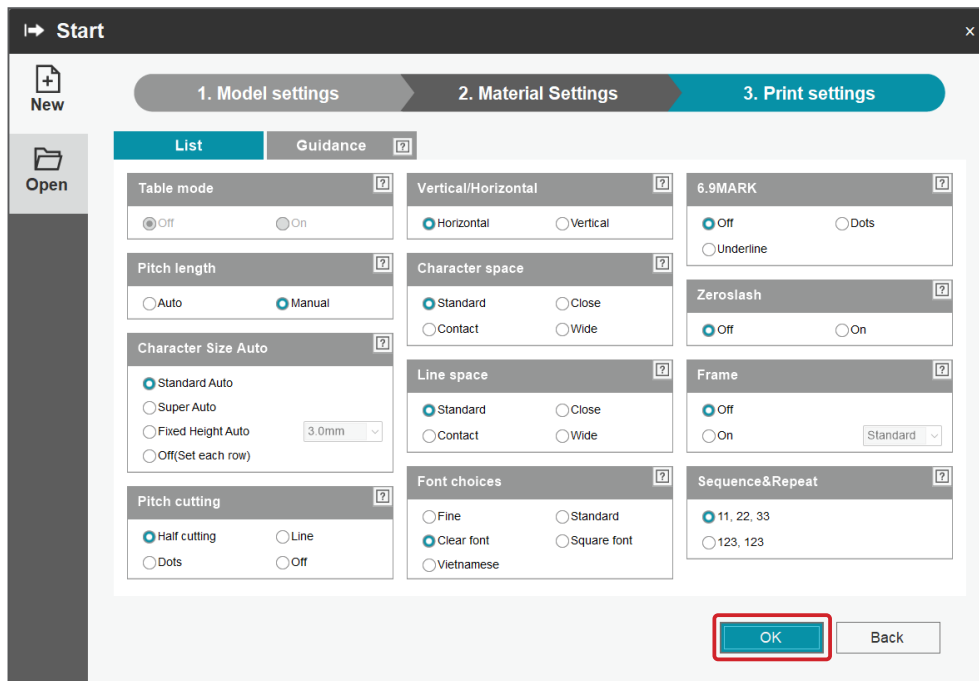 Start
×
New
Open
1. Model settings
2. Material Settings
3. Print settings
List
Guidance ?
Table mode ?
Off On
Pitch length ?
Auto Manual
Character Size Auto ?
Standard Auto
Super Auto
Fixed Height Auto 3.0mm
Off(Set each row)
Pitch cutting ?
Half cutting Line
Dots Off
Vertical/Horizontal ?
Horizontal Vertical
Character space ?
Standard Close
Contact Wide
Line space ?
Standard Close
Contact Wide
Font choices ?
Fine Standard
Clear font Square font
Vietnamese
6.9MARK ?
Off Dots
Underline
Zeroslash ?
Off On
Frame ?
Off
On Standard
Sequence&Repeat ?
11, 22, 33
123, 123
OK
Back